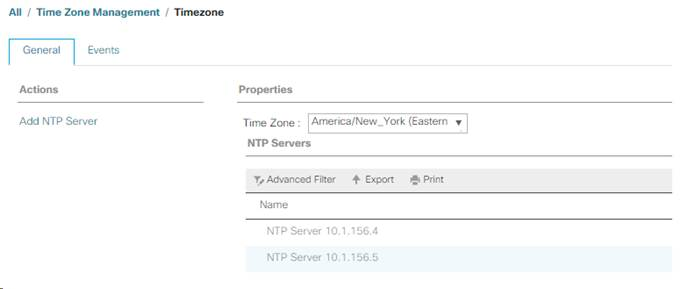 All / Time Zone Management / Timezone
General Events
Actions
Add NTP Server
Properties
Time Zone : America/New_York (Eastern
NTP Servers
Advanced Filter Export Print
Name
NTP Server 10.1.156.4
NTP Server 10.1.156.5